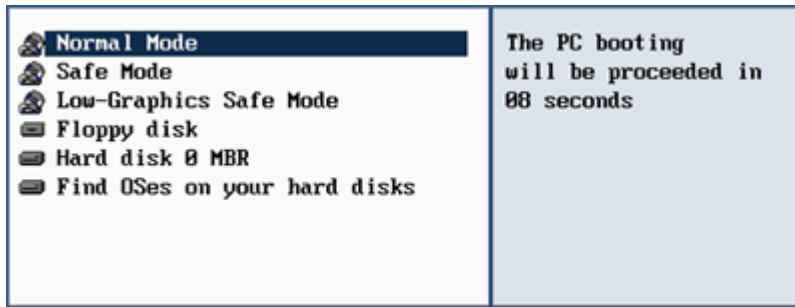 Normal Mode
Safe Mode
Low-Graphics Safe Mode
Floppy disk
Hard disk 0 MBR
Find OSes on your hard disks
The PC booting
will be proceeded in
08 seconds